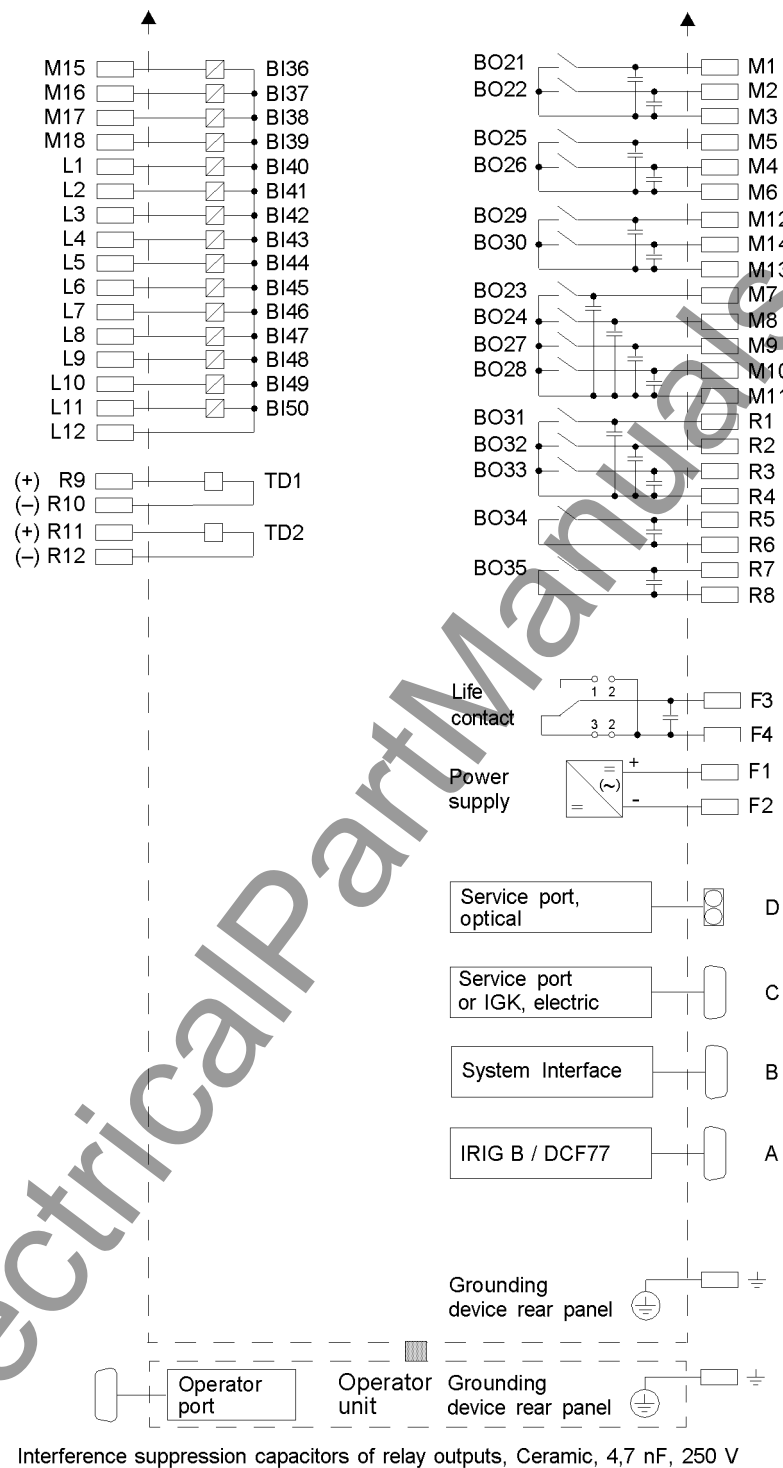 M15 BI36
M16 BI37
M17 BI38
M18 BI39
L1 BI40
L2 BI41
L3 BI42
L4 BI43
L5 BI44
L6 BI45
L7 BI46
L8 BI47
L9 BI48
L10 BI49
L11 BI50
L12
(+) R9 TD1
(–) R10
(+) R11 TD2
(–) R12
BO21 M1
BO22 M2
M3
BO25 M5
BO26 M4
M6
BO29 M12
BO30 M14
M13
BO23 M7
BO24 M8
BO27 M9
BO28 M10
M11
BO31 R1
BO32 R2
BO33 R3
R4
BO34 R5
R6
BO35 R7
R8
Life
contact
1 2
3 2
F3
F4
Power
supply
=
(~)
=
+
-
F1
F2
Service port,
optical
D
Service port
or IGK, electric
C
System Interface
B
IRIG B / DCF77
A
Grounding
device rear panel
Operator
port
Operator
unit
Grounding
device rear panel
Interference suppression capacitors of relay outputs, Ceramic, 4,7 nF, 250 V
ectricalPartManuals